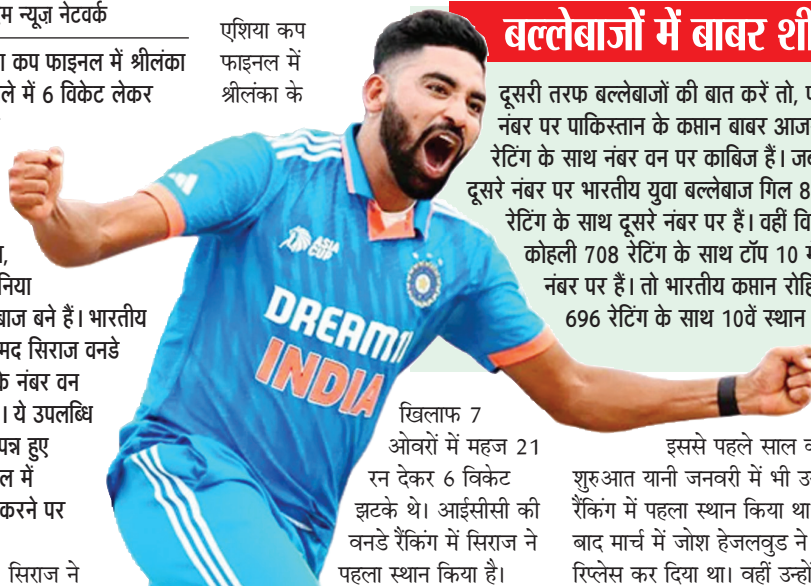 न्यूज़ नेटवर्क
कप फाइनल में श्रीलंका
में 6 विकेट लेकर
बने हैं। भारतीय
सिराज वनडे
नंबर वन
। ये उपलब्धि
हुए
में
करने पर
सिराज ने
एशिया कप
फाइनल में
श्रीलंका के
ASIA
CUP
DREAM11
INDIA
खिलाफ 7
ओवरों में महज 21
रन देकर 6 विकेट
झटके थे। आईसीसी की
वनडे रैंकिंग में सिराज ने
पहला स्थान किया है।
बल्लेबाजों में बाबर
दूसरी तरफ बल्लेबाजों की बात करें तो,
नंबर पर पाकिस्तान के कप्तान बाबर आज
रेटिंग के साथ नंबर वन पर काबिज हैं।
दूसरे नंबर पर भारतीय युवा बल्लेबाज गिल 8
रेटिंग के साथ दूसरे नंबर पर हैं। वहीं वि
कोहली 708 रेटिंग के साथ टॉप 10
नंबर पर हैं। तो भारतीय कप्तान रोहि
696 रेटिंग के साथ 10वें स्थान
इससे पहले साल
शुरुआत यानी जनवरी में भी
रैंकिंग में पहला स्थान किया था
बाद मार्च में जोश हेजलवुड ने
रिप्लेस कर दिया था। वहीं